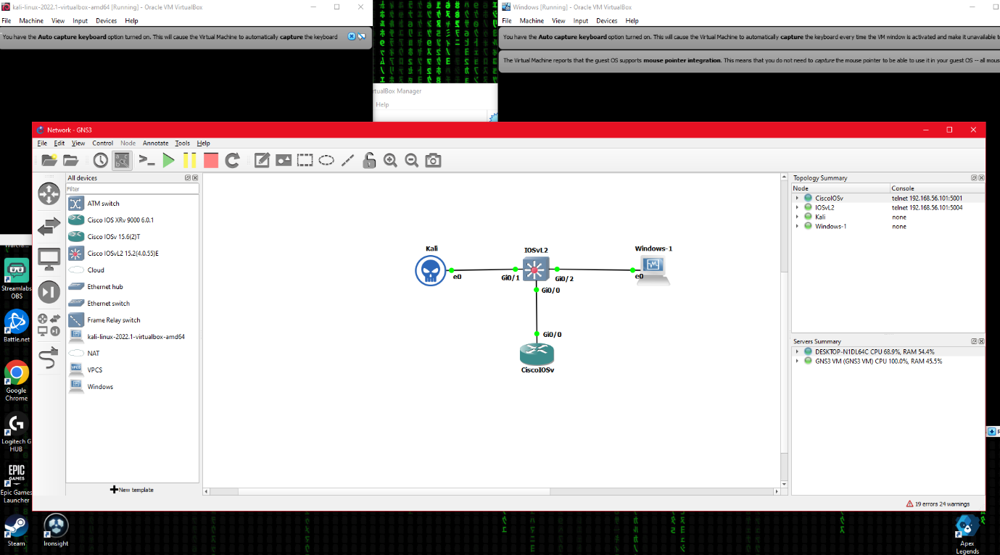 kali-linux-2022.1-virtualbox-amd64 [Running] - Oracle VM VirtualBox
File Machine View Input Devices Help
You have the Auto capture keyboard option turned on. This will cause the Virtual Machine to automatically capture the keyboard
Windows [Running] - Oracle VM VirtualBox
File Machine View Input Devices Help
You have the Auto capture keyboard option turned on. This will cause the Virtual Machine to automatically capture the keyboard every time the VM window is activated and make it unavailable to
The Virtual Machine reports that the guest OS supports mouse pointer integration. This means that you do not need to capture the mouse pointer to be able to use it in your guest OS -- all mous
rtualBox Manager
Help
Network - GNS3
File Edit View Control Node Annotate Tools Help
All devices
Filter
ATM switch
Cisco IOS XRv 9000 6.0.1
Cisco IOSv 15.6(2)T
Cisco IOSvL2 15.2(4.0.55)E
Cloud
Ethernet hub
Ethernet switch
Frame Relay switch
kali-linux-2022.1-virtualbox-amd64
NAT
VPCS
Windows
New template
Kali
e0
IOSvL2
Gi0/1
Gi0/2
Gi0/0
Windows-1
e0
Gi0/0
CiscoIOSv
Topology Summary
Node Console
CiscoIOSv telnet 192.168.56.101:5001
IOSvL2 telnet 192.168.56.101:5004
Kali none
Windows-1 none
Servers Summary
DESKTOP-N1DL64C CPU 68.9%, RAM 54.4%
GNS3 VM (GNS3 VM) CPU 100.0%, RAM 45.5%
19 errors 24 warnings
Streamlabs
OBS
Battle.net
Google
Chrome
Logitech G
HUB
EPIC
GAMES
Epic Games
Launcher
Steam
Ironsight
Apex
Legends